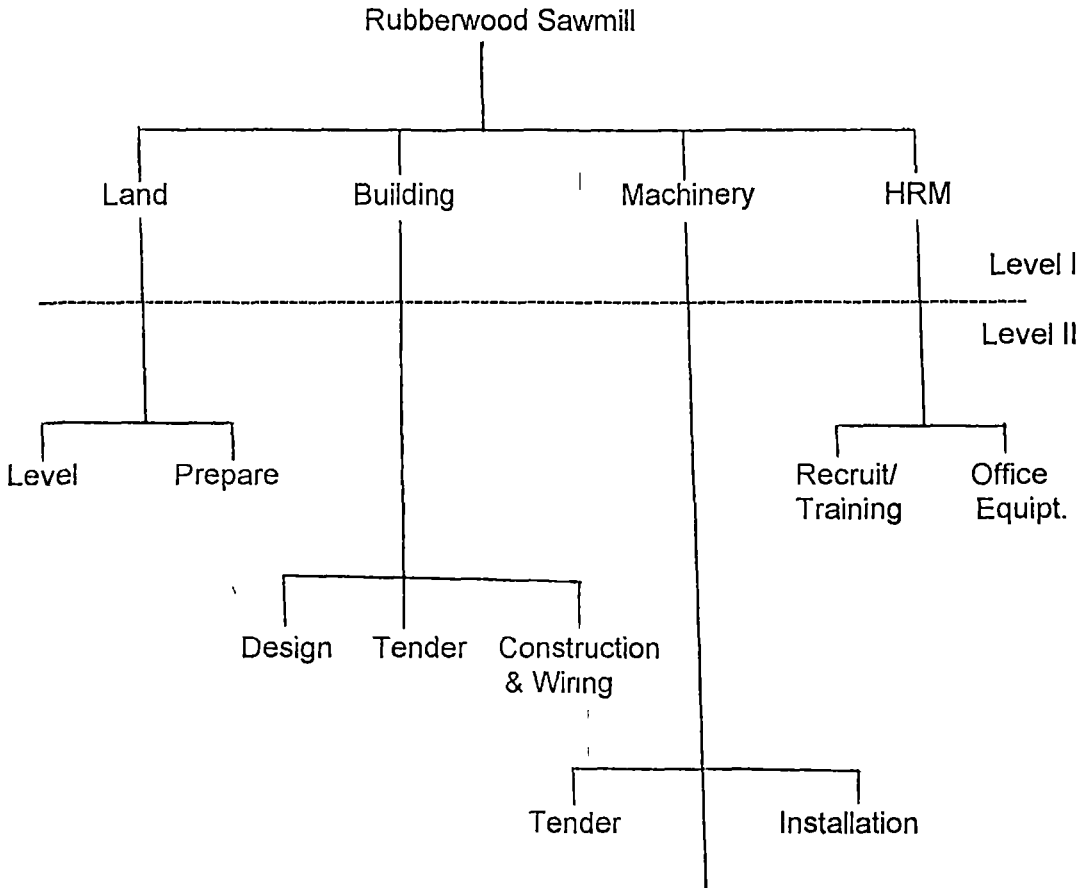 Rubberwood Sawmill
Land Building Machinery HRM
Level I
Level II
Level Prepare Recruit/ Office
Training Equipt.
Design Tender Construction
& Wiring
Tender Installation